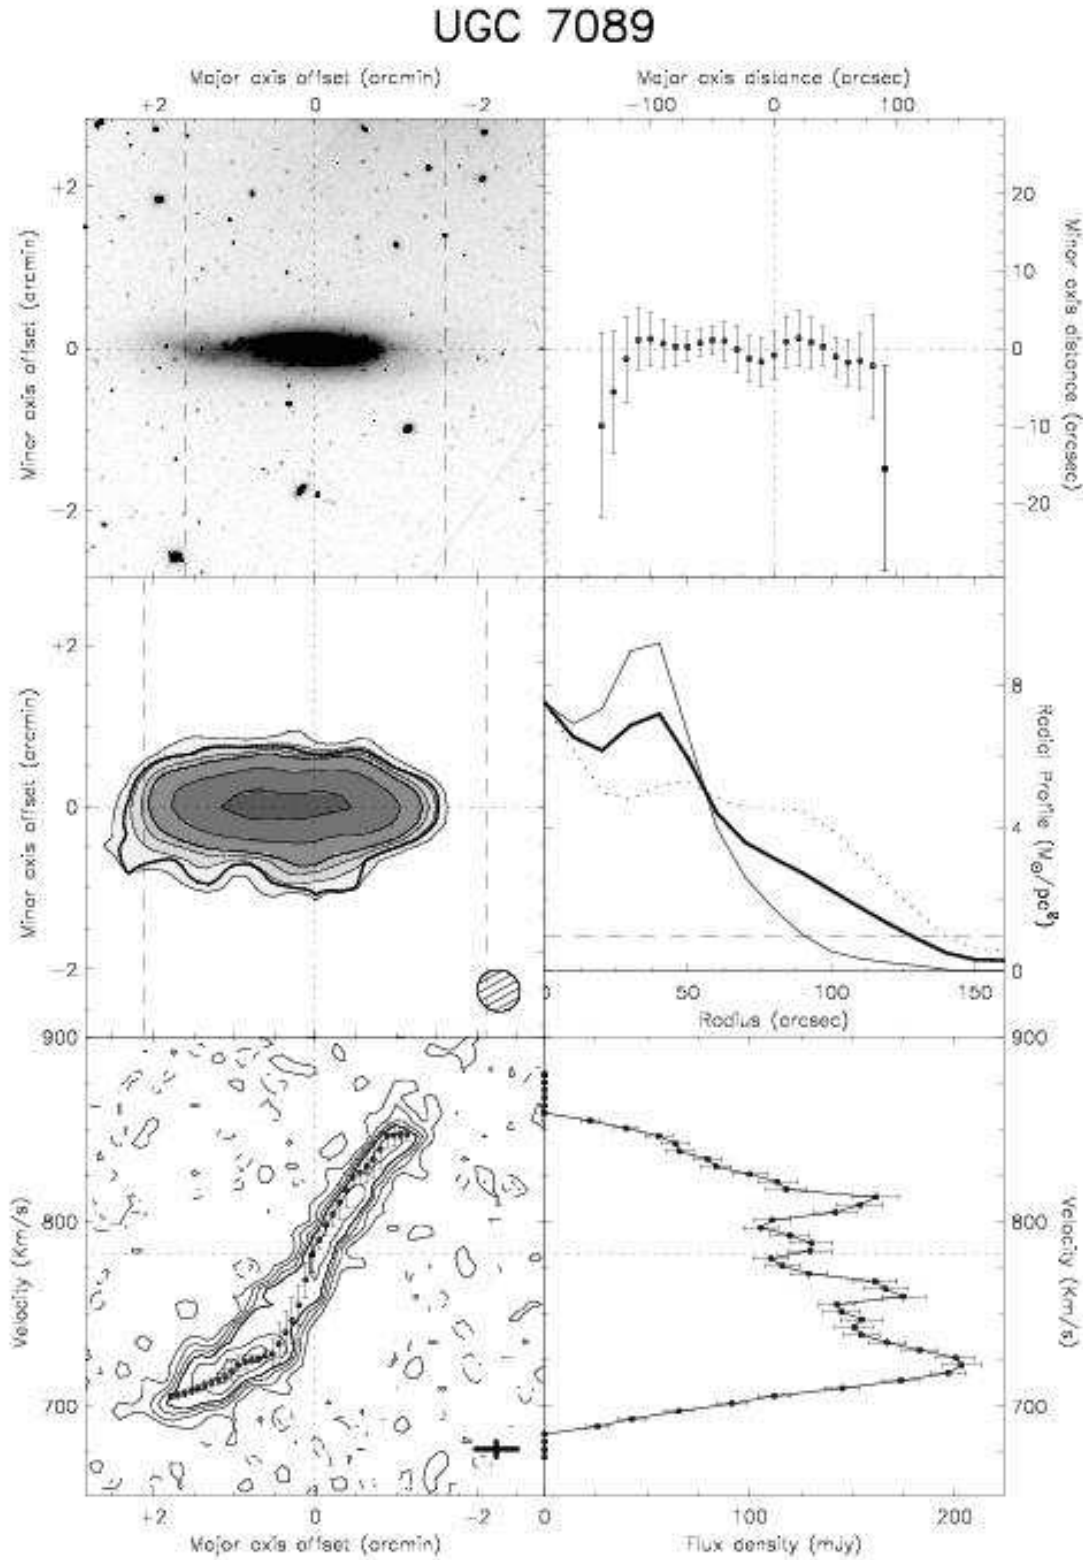 UGC 7089
Major axis offset (arcmin)
Major axis distance (arcsec)
+2 0 -2
-100 0 100
Minor axis offset (arcmin)
+2
0
-2
20
10
0
-10
-20
Minor axis distance (arcsec)
Minor axis offset (arcmin)
+2
0
-2
8
4
0
Radial Profile (M⊙/pc²)
0 50 100 150
Radius (arcsec)
900
800
700
Velocity (Km/s)
900
800
700
Velocity (Km/s)
+2 0 -2
0 100 200
Major axis offset (arcmin)
Flux density (mJy)